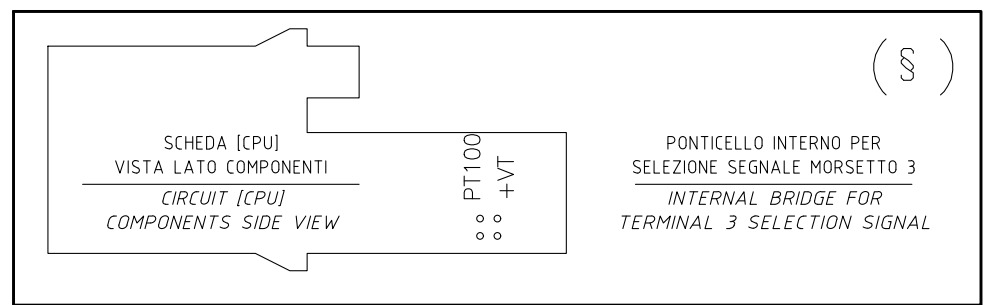 (§)
SCHEDA [CPU]
VISTA LATO COMPONENTI
CIRCUIT [CPU]
COMPONENTS SIDE VIEW
PT100
+VT
PONTICELLO INTERNO PER
SELEZIONE SEGNALE MORSETTO 3
INTERNAL BRIDGE FOR
TERMINAL 3 SELECTION SIGNAL